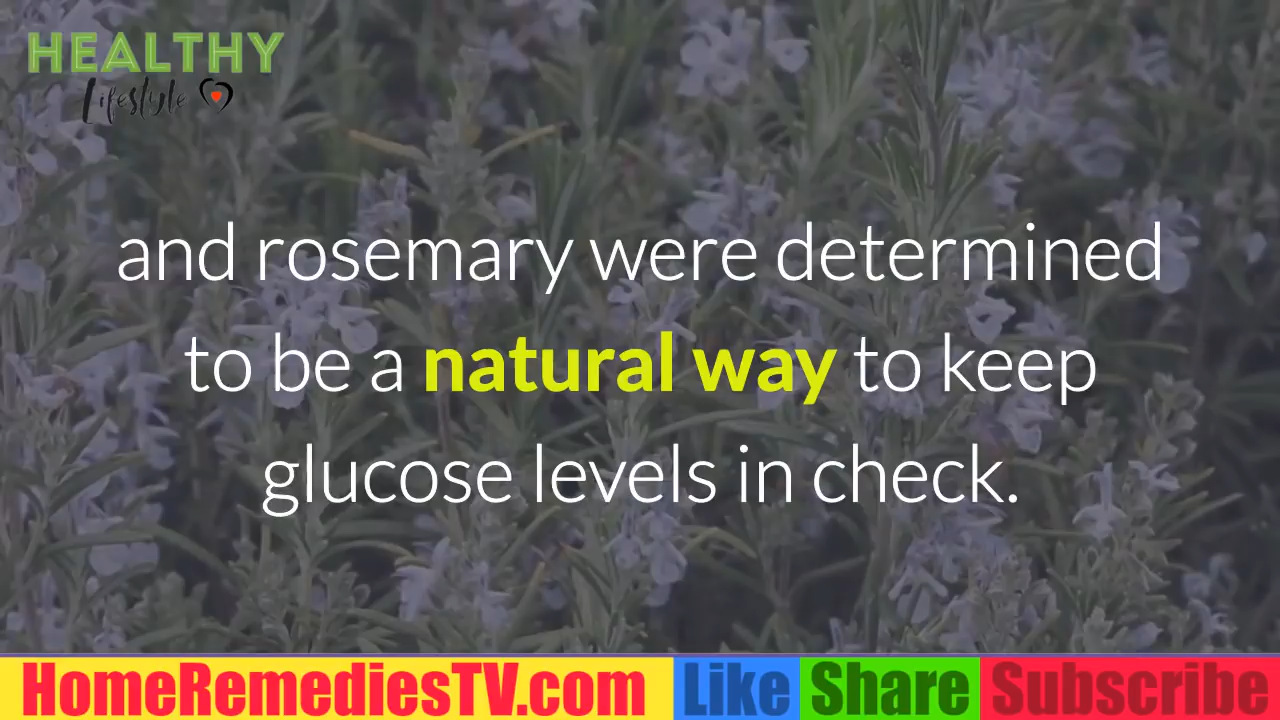 HEALTHY
Lifestyle
and rosemary were determined
to be a natural way to keep
glucose levels in check.
HomeRemediesTV.com Like Share Subscribe